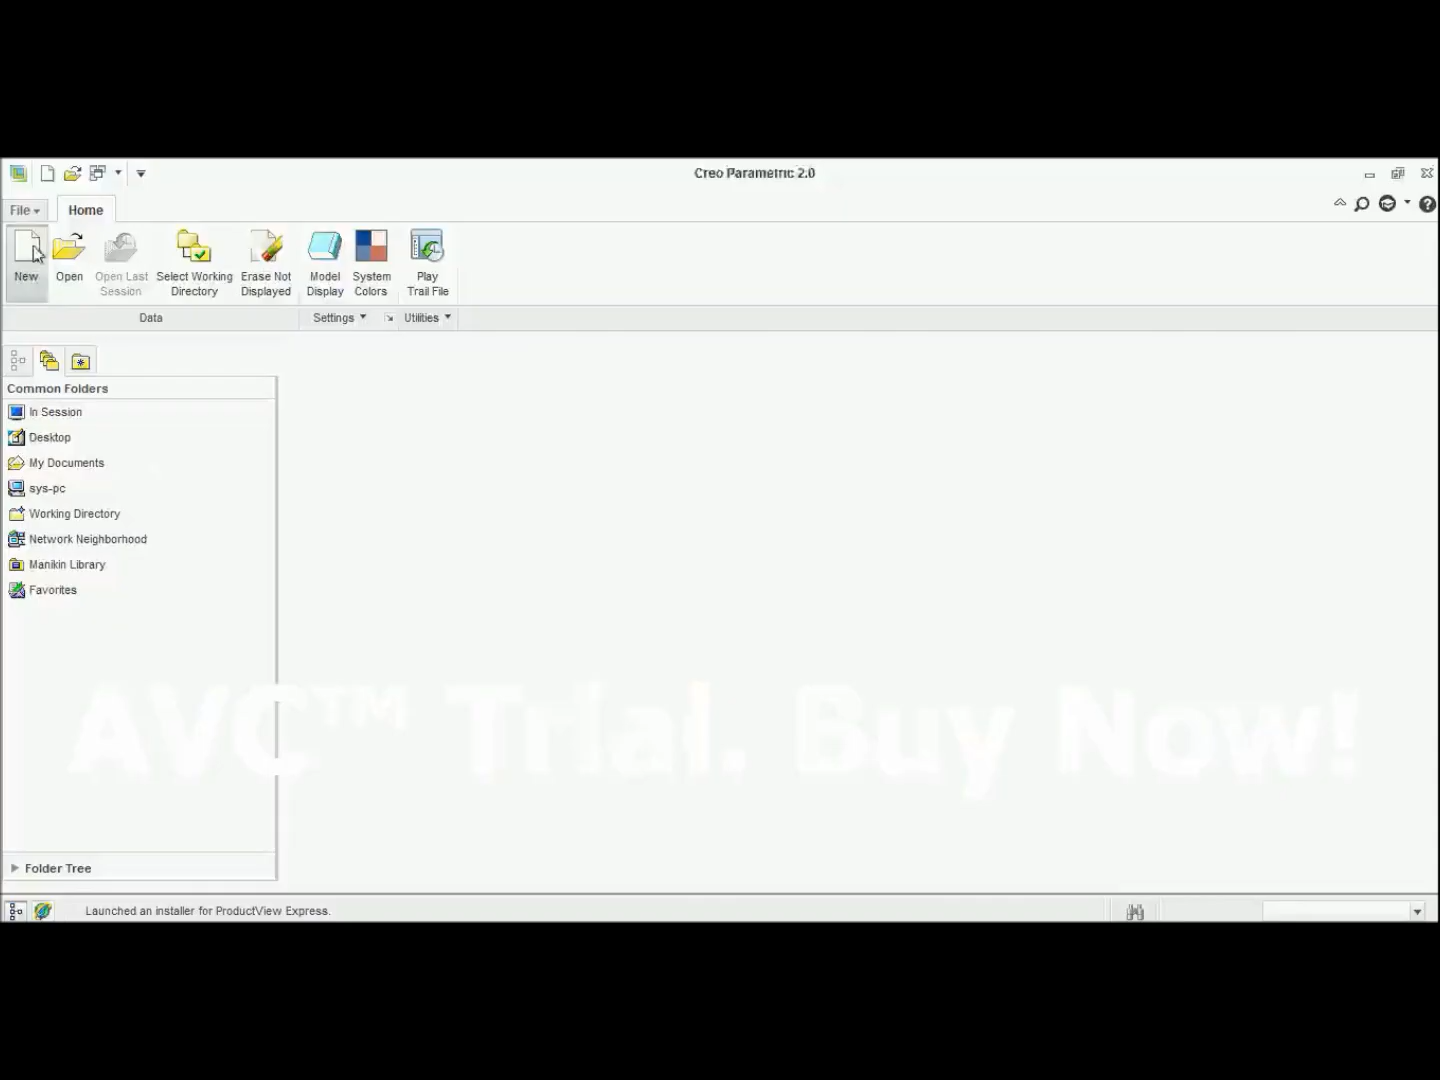 Creo Parametric 2.0
File
Home
New
Open
Open Last Session
Select Working Directory
Erase Not Displayed
Model Display
System Colors
Play Trail File
Data
Settings
Utilities
Common Folders
In Session
Desktop
My Documents
sys-pc
Working Directory
Network Neighborhood
Manikin Library
Favorites
AVC™ Trial. Buy Now!
Folder Tree
Launched an installer for ProductView Express.